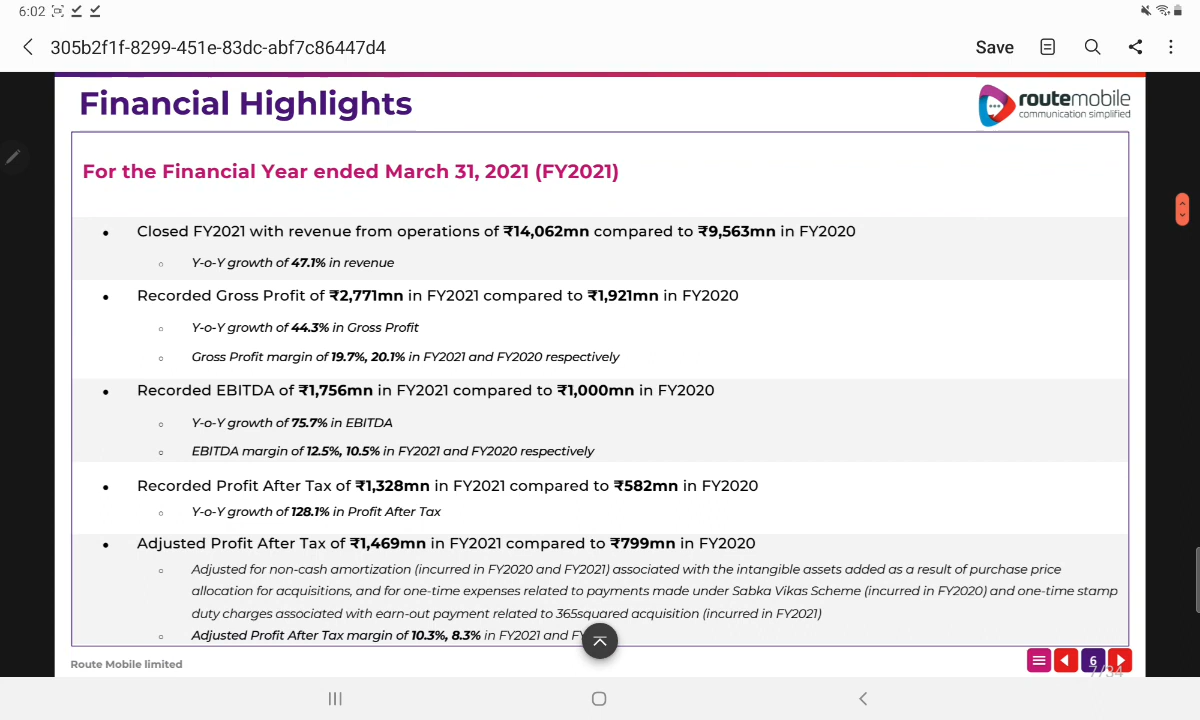 6:02
305b2f1f-8299-451e-83dc-abf7c86447d4
Save
Financial Highlights
routemobile
communication simplified
For the Financial Year ended March 31, 2021 (FY2021)
• Closed FY2021 with revenue from operations of ₹14,062mn compared to ₹9,563mn in FY2020
○ Y-o-Y growth of 47.1% in revenue
• Recorded Gross Profit of ₹2,771mn in FY2021 compared to ₹1,921mn in FY2020
○ Y-o-Y growth of 44.3% in Gross Profit
○ Gross Profit margin of 19.7%, 20.1% in FY2021 and FY2020 respectively
• Recorded EBITDA of ₹1,756mn in FY2021 compared to ₹1,000mn in FY2020
○ Y-o-Y growth of 75.7% in EBITDA
○ EBITDA margin of 12.5%, 10.5% in FY2021 and FY2020 respectively
• Recorded Profit After Tax of ₹1,328mn in FY2021 compared to ₹582mn in FY2020
○ Y-o-Y growth of 128.1% in Profit After Tax
• Adjusted Profit After Tax of ₹1,469mn in FY2021 compared to ₹799mn in FY2020
○ Adjusted for non-cash amortization (incurred in FY2020 and FY2021) associated with the intangible assets added as a result of purchase price
allocation for acquisitions, and for one-time expenses related to payments made under Sabka Vikas Scheme (incurred in FY2020) and one-time stamp
duty charges associated with earn-out payment related to 365squared acquisition (incurred in FY2021)
○ Adjusted Profit After Tax margin of 10.3%, 8.3% in FY2021 and
Route Mobile limited
6
7/34